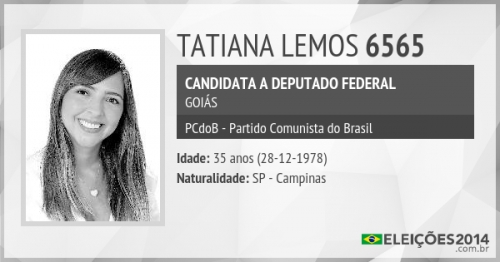 TATIANA LEMOS 6565
CANDIDATA A DEPUTADO FEDERAL
GOIÁS
PCdoB - Partido Comunista do Brasil
Idade: 35 anos (28-12-1978)
Naturalidade: SP - Campinas
ELEIÇÕES2014
.com.br